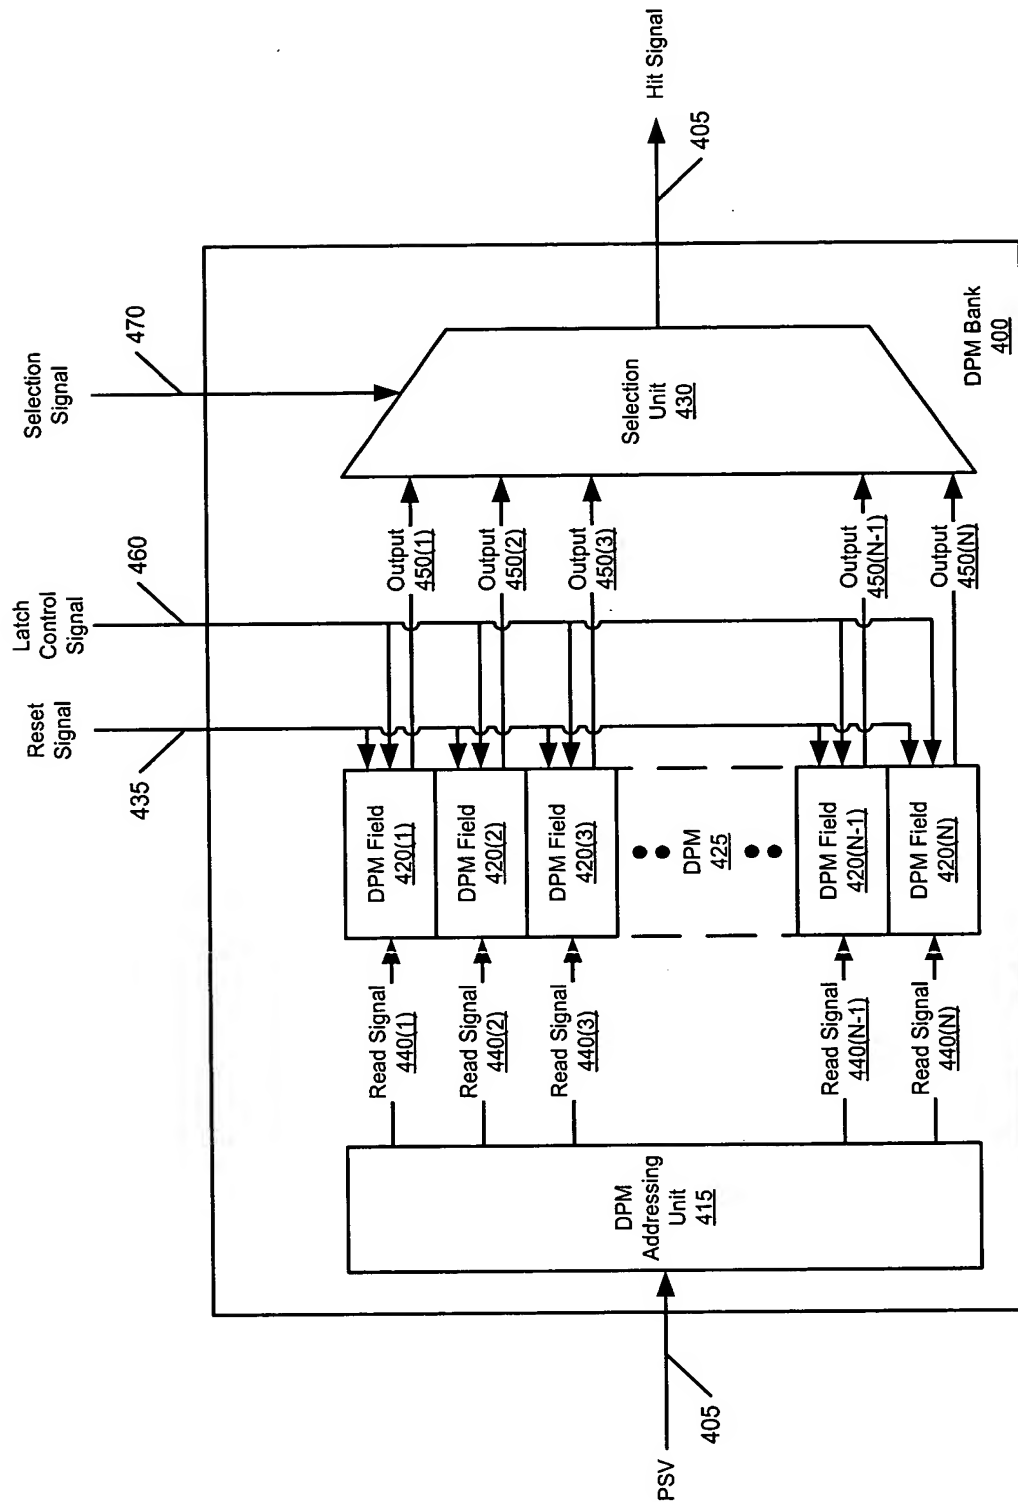 PSV
405
DPM
Addressing
Unit
415
Read Signal
440(1)
Read Signal
440(2)
Read Signal
440(3)
Read Signal
440(N-1)
Read Signal
440(N)
DPM Field
420(1)
DPM Field
420(2)
DPM Field
420(3)
DPM
425
DPM Field
420(N-1)
DPM Field
420(N)
Reset
Signal
435
Latch
Control
Signal
460
Output
450(1)
Output
450(2)
Output
450(3)
Output
450(N-1)
Output
450(N)
Selection
Signal
470
Selection
Unit
430
DPM Bank
400
405
Hit Signal